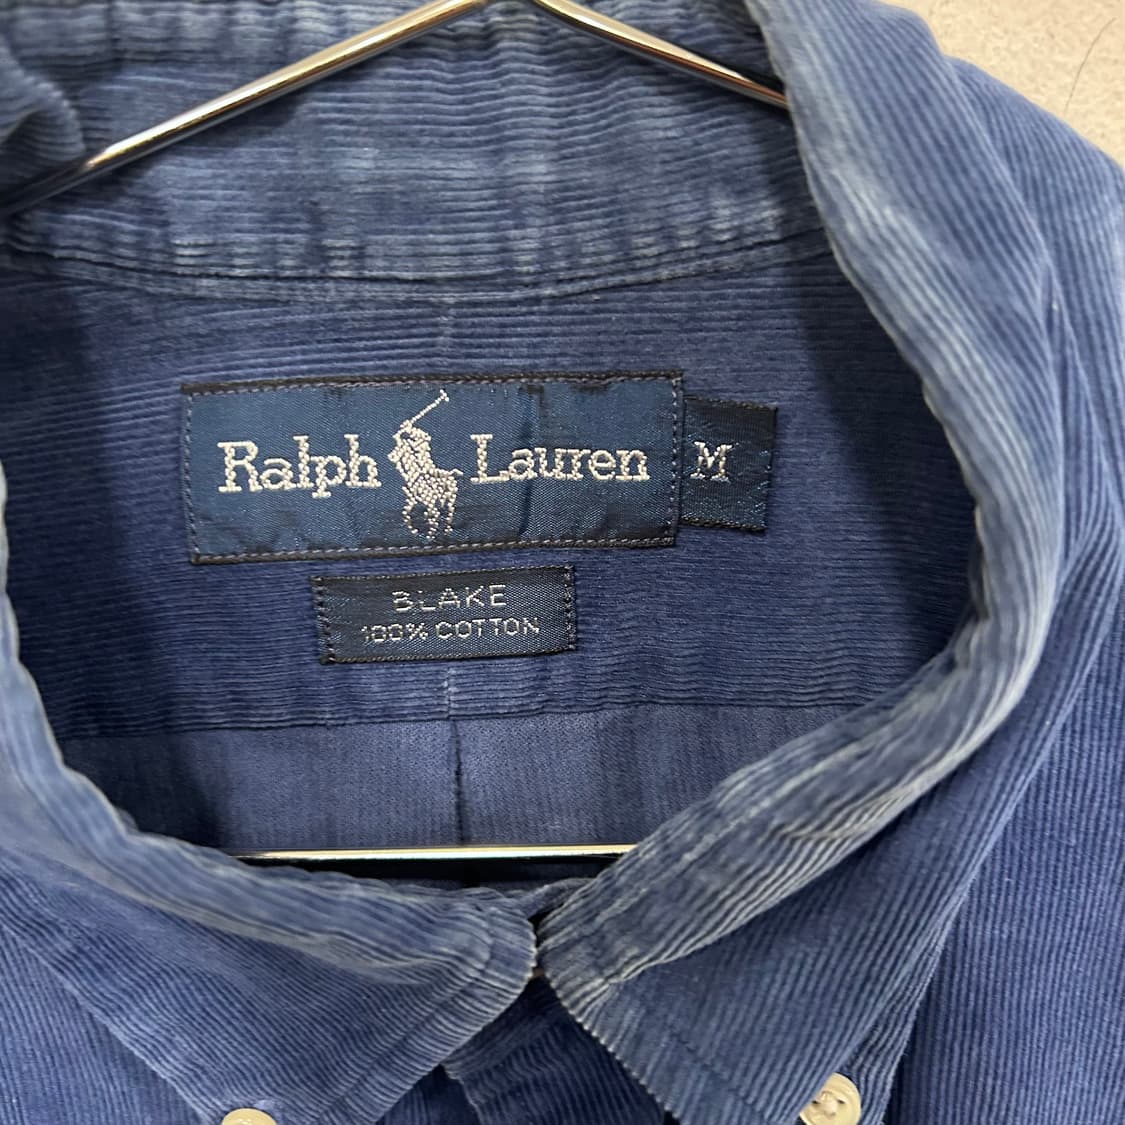 Ralph Lauren M
BLAKE
100% COTTON